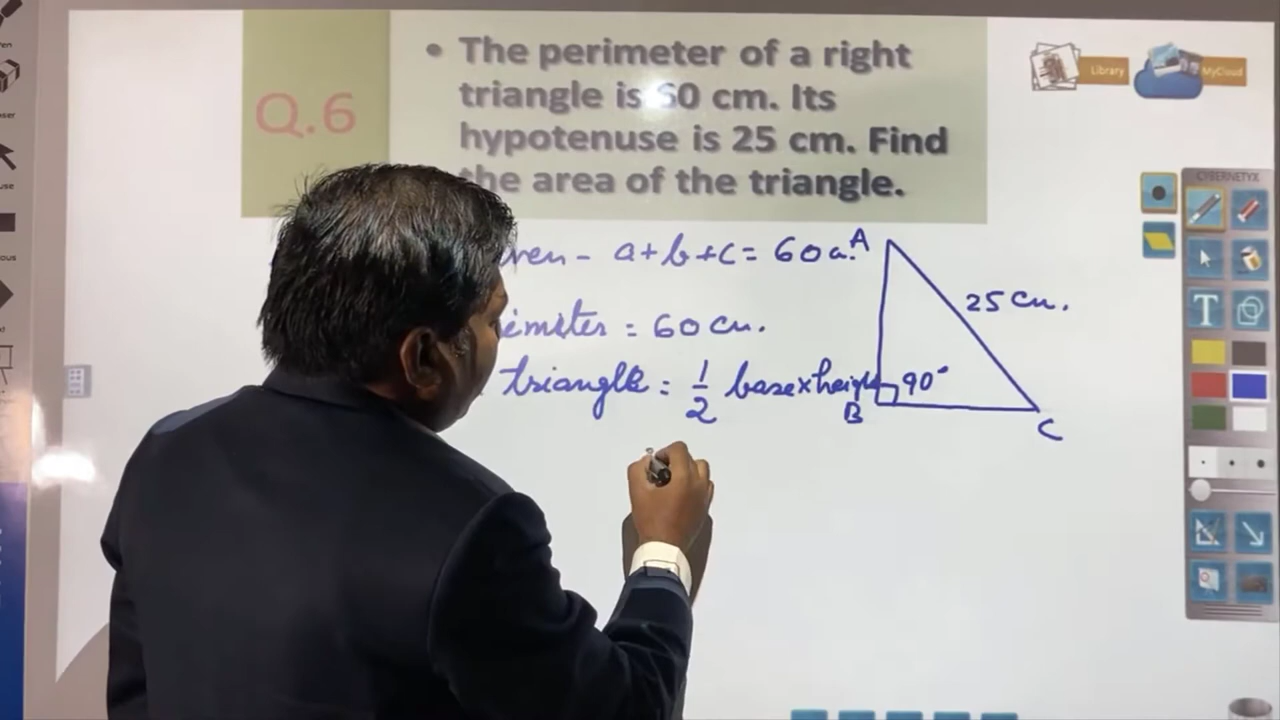 Q.6
• The perimeter of a right
triangle is 60 cm. Its
hypotenuse is 25 cm. Find
the area of the triangle.
Library
MyCloud
CYBERNETYX
a+b+c= 60
A
25 cm.
= 60 cm.
triangle = 1/2 base×height
90°
B
C